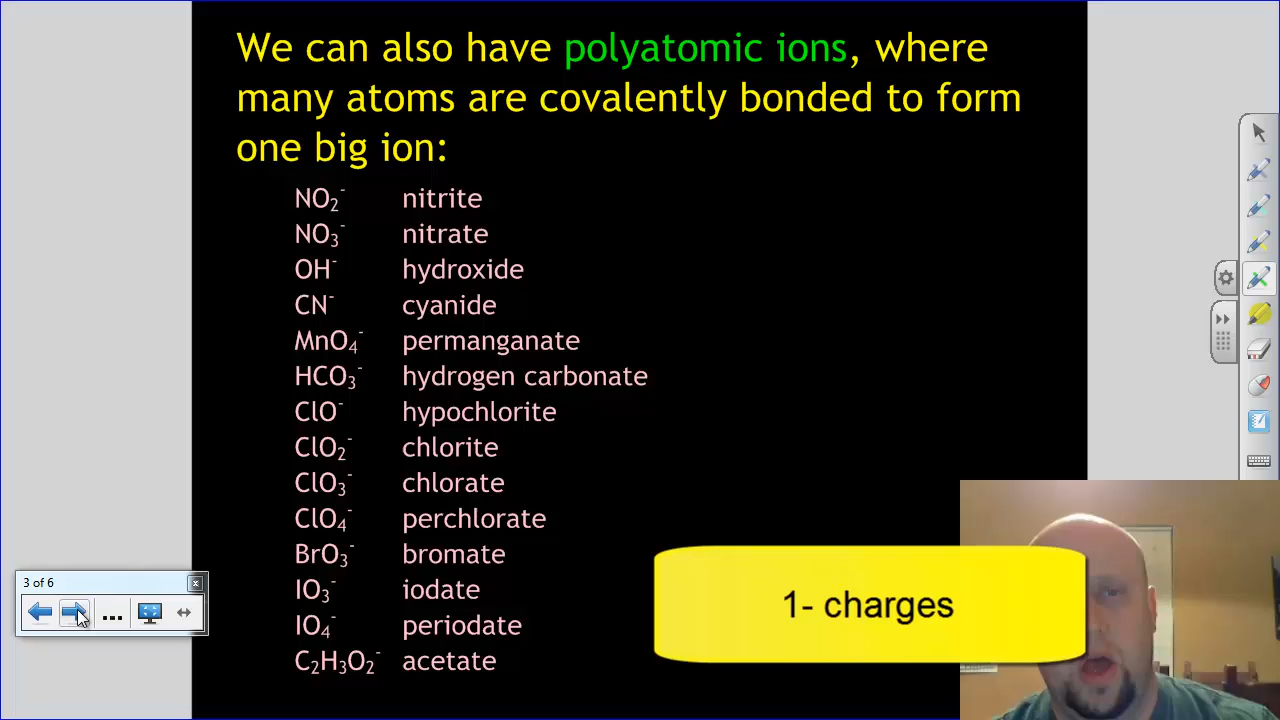 We can also have polyatomic ions, where
many atoms are covalently bonded to form
one big ion:
NO₂⁻ nitrite
NO₃⁻ nitrate
OH⁻ hydroxide
CN⁻ cyanide
MnO₄⁻ permanganate
HCO₃⁻ hydrogen carbonate
ClO⁻ hypochlorite
ClO₂⁻ chlorite
ClO₃⁻ chlorate
ClO₄⁻ perchlorate
BrO₃⁻ bromate
IO₃⁻ iodate
IO₄⁻ periodate
C₂H₃O₂⁻ acetate
3 of 6
1- charges